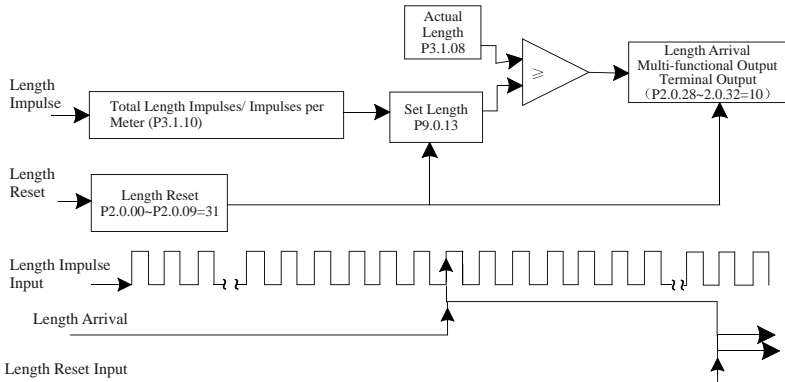 Actual
Length
P3.1.08
Length Arrival
Multi-functional Output
Terminal Output
（P2.0.28~2.0.32=10）
≥
Length
Impulse
Total Length Impulses/ Impulses per
Meter (P3.1.10)
Set Length
P9.0.13
Length
Reset
Length Reset
P2.0.00~P2.0.09=31
Length Impulse
Input
Length Arrival
Length Reset Input